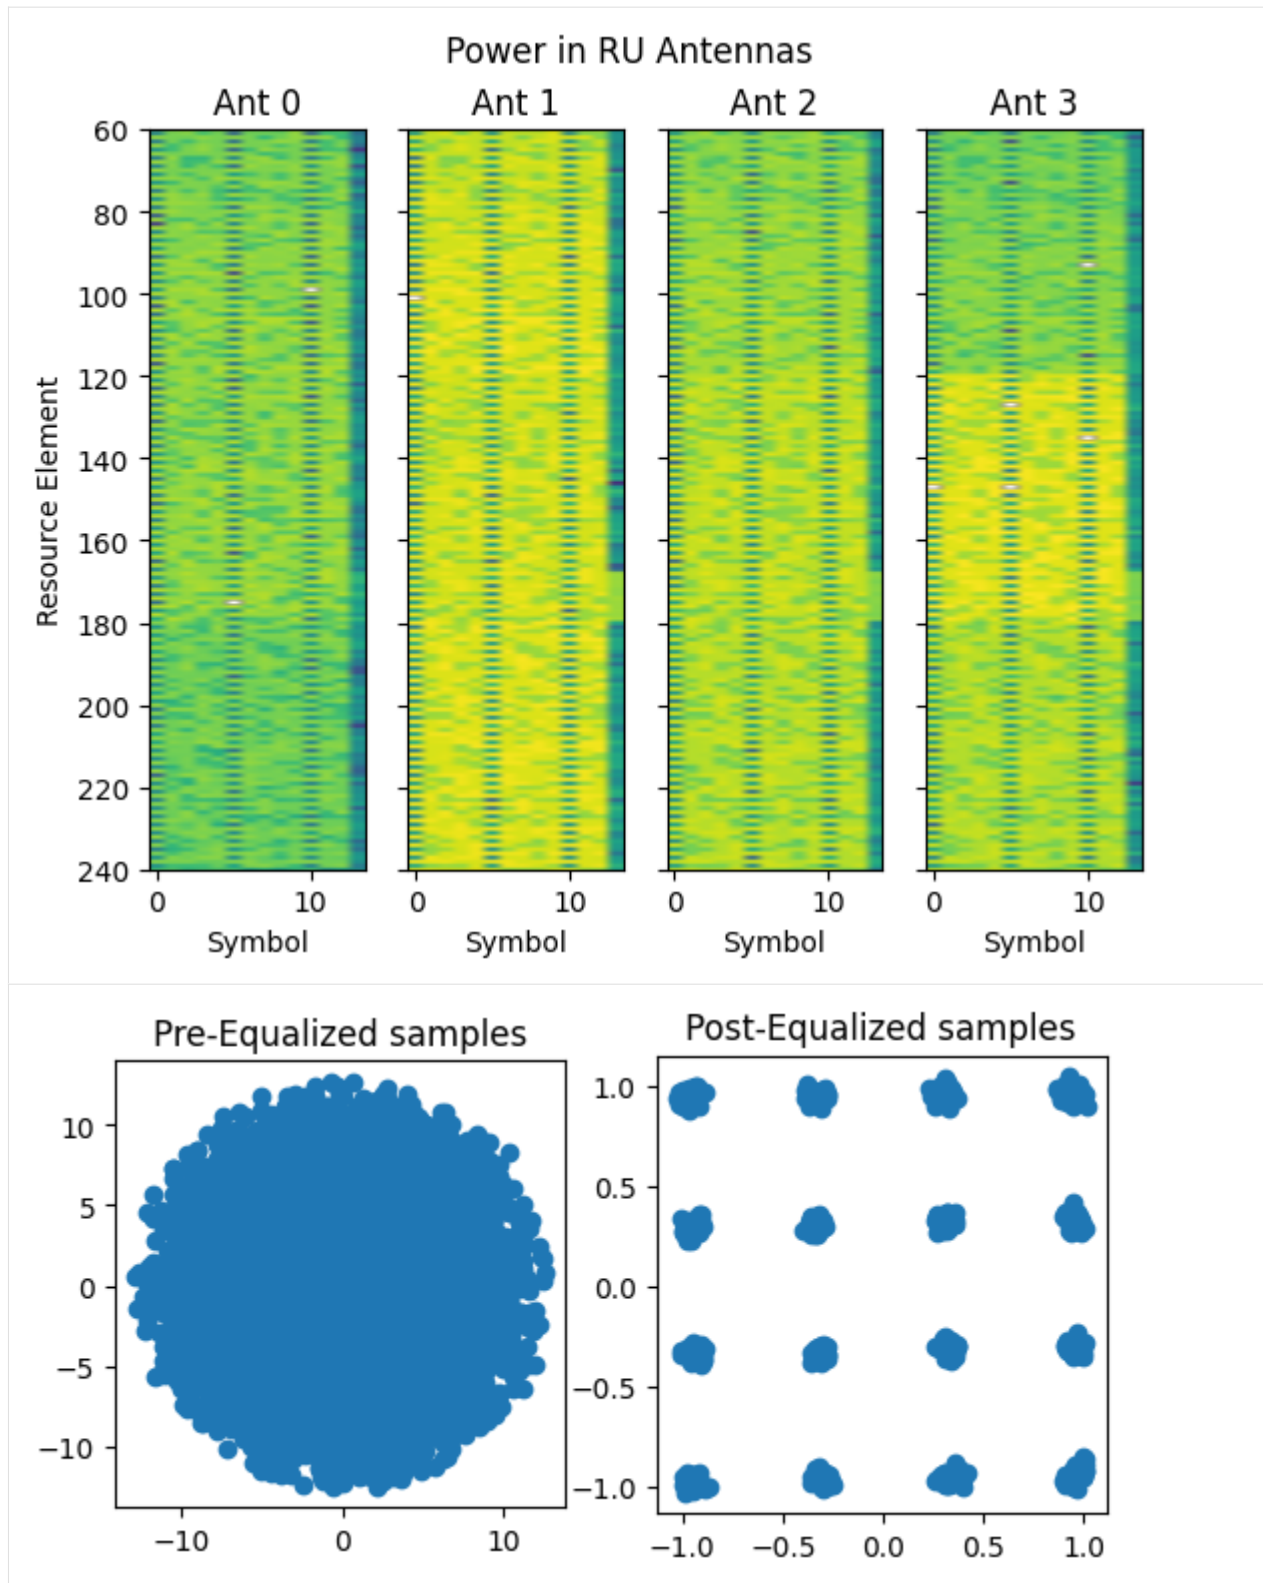 Power in RU Antennas
Ant 0 Ant 1 Ant 2 Ant 3
60
80
100
120
140
160
180
200
220
240
Resource Element
0 10 0 10 0 10 0 10
Symbol Symbol Symbol Symbol
Pre-Equalized samples
10
5
0
−5
−10
−10 0 10
Post-Equalized samples
1.0
0.5
0.0
−0.5
−1.0
−1.0 −0.5 0.0 0.5 1.0